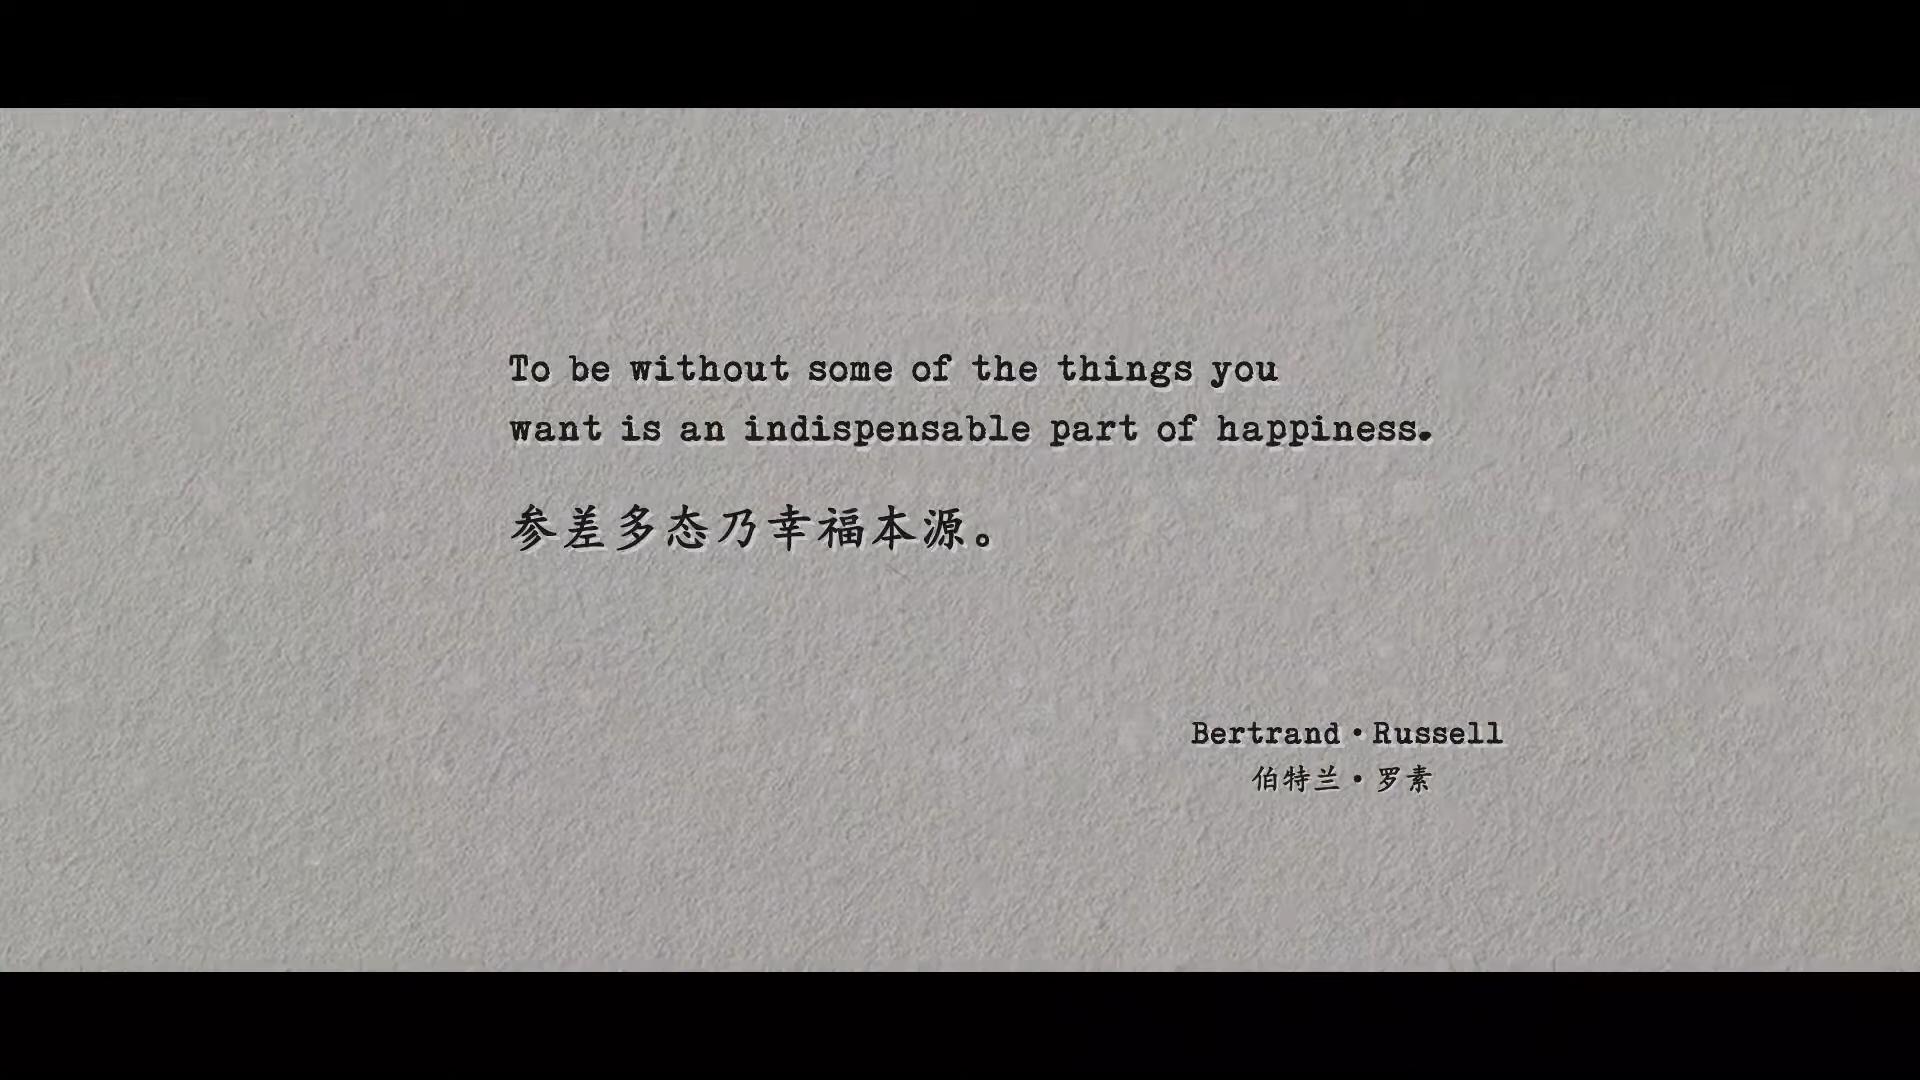 To be without some of the things you
want is an indispensable part of happiness.
参差多态乃幸福本源。
Bertrand·Russell
伯特兰·罗素